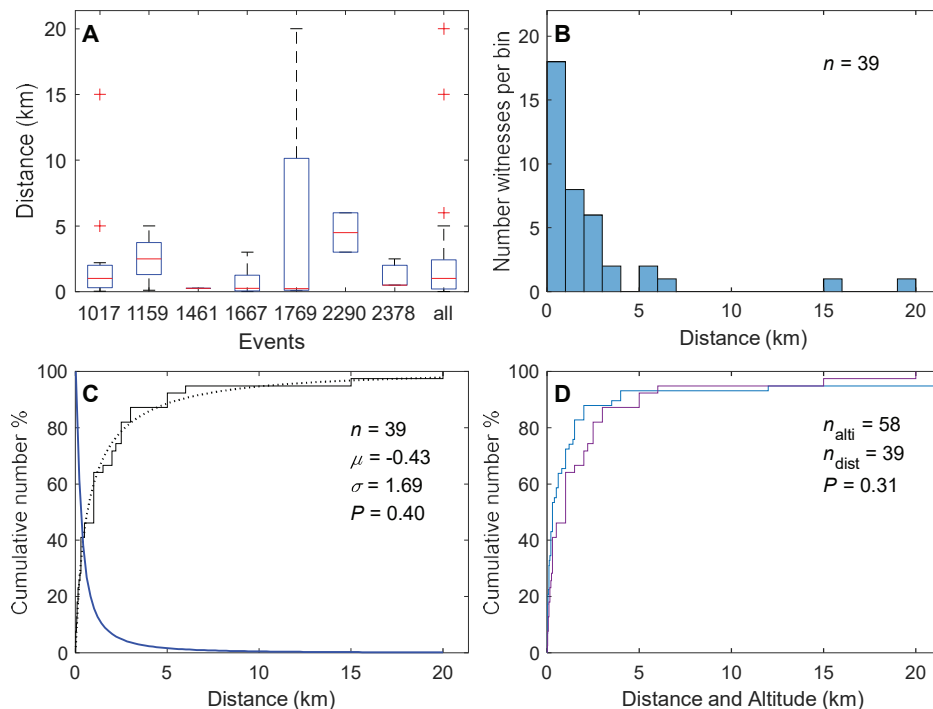 A
20
15
10
5
0
Distance (km)
1017 1159 1461 1667 1769 2290 2378 all
Events
B
n = 39
20
15
10
5
0
Number witnesses per bin
0 5 10 15 20
Distance (km)
C
100
80
60
40
20
0
Cumulative number %
n = 39
μ = -0.43
σ = 1.69
P = 0.40
0 5 10 15 20
Distance (km)
D
100
80
60
40
20
0
Cumulative number %
nalti = 58
ndist = 39
P = 0.31
0 5 10 15 20
Distance and Altitude (km)